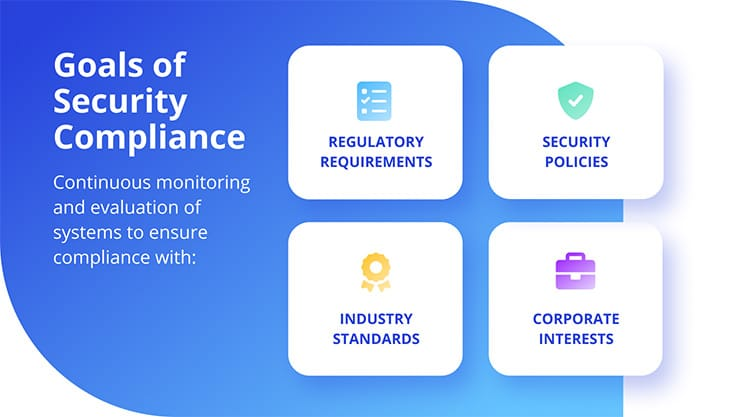 Goals of
Security
Compliance
Continuous monitoring
and evaluation of
systems to ensure
compliance with:
REGULATORY
REQUIREMENTS
SECURITY
POLICIES
INDUSTRY
STANDARDS
CORPORATE
INTERESTS